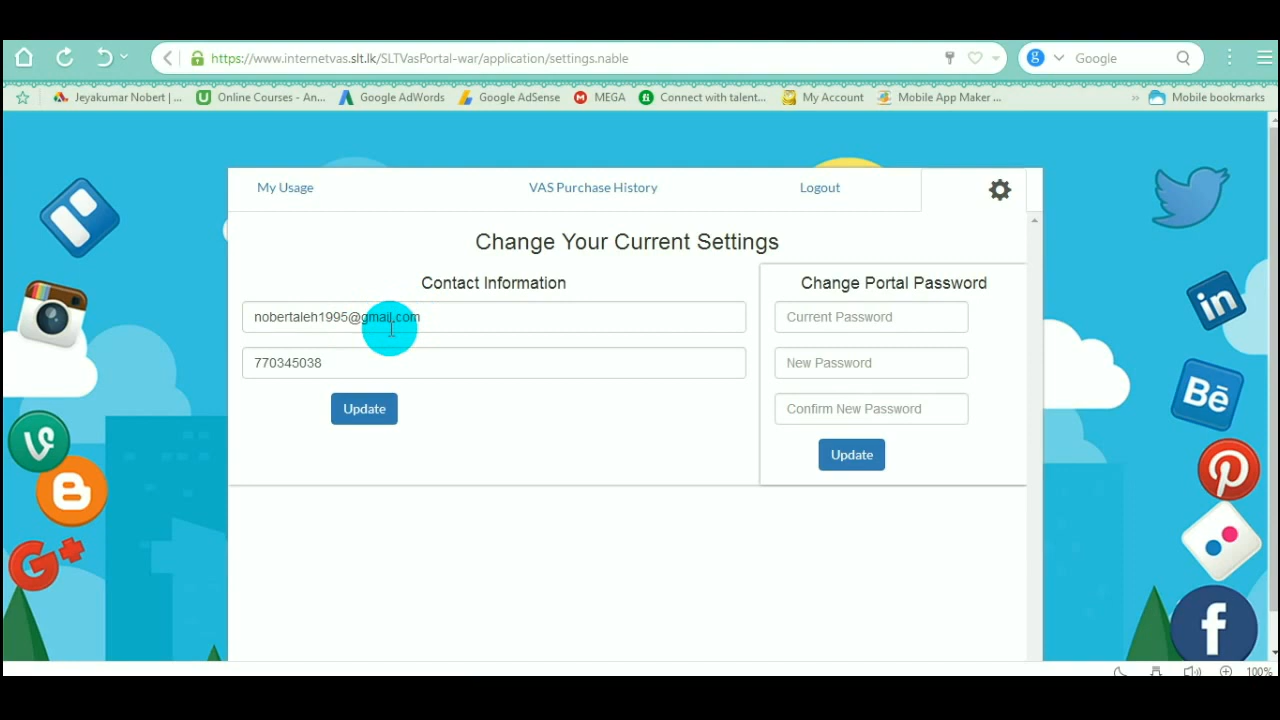 https://www.internetvas.slt.lk/SLTVasPortal-war/application/settings.nable
Google
Jeyakumar Nobert | ...
Online Courses - An...
Google AdWords
Google AdSense
MEGA
Connect with talent...
My Account
Mobile App Maker ...
Mobile bookmarks
My Usage
VAS Purchase History
Logout
Change Your Current Settings
Contact Information
Change Portal Password
nobertaleh1995@gmail.com
Current Password
770345038
New Password
Update
Confirm New Password
Update
100%